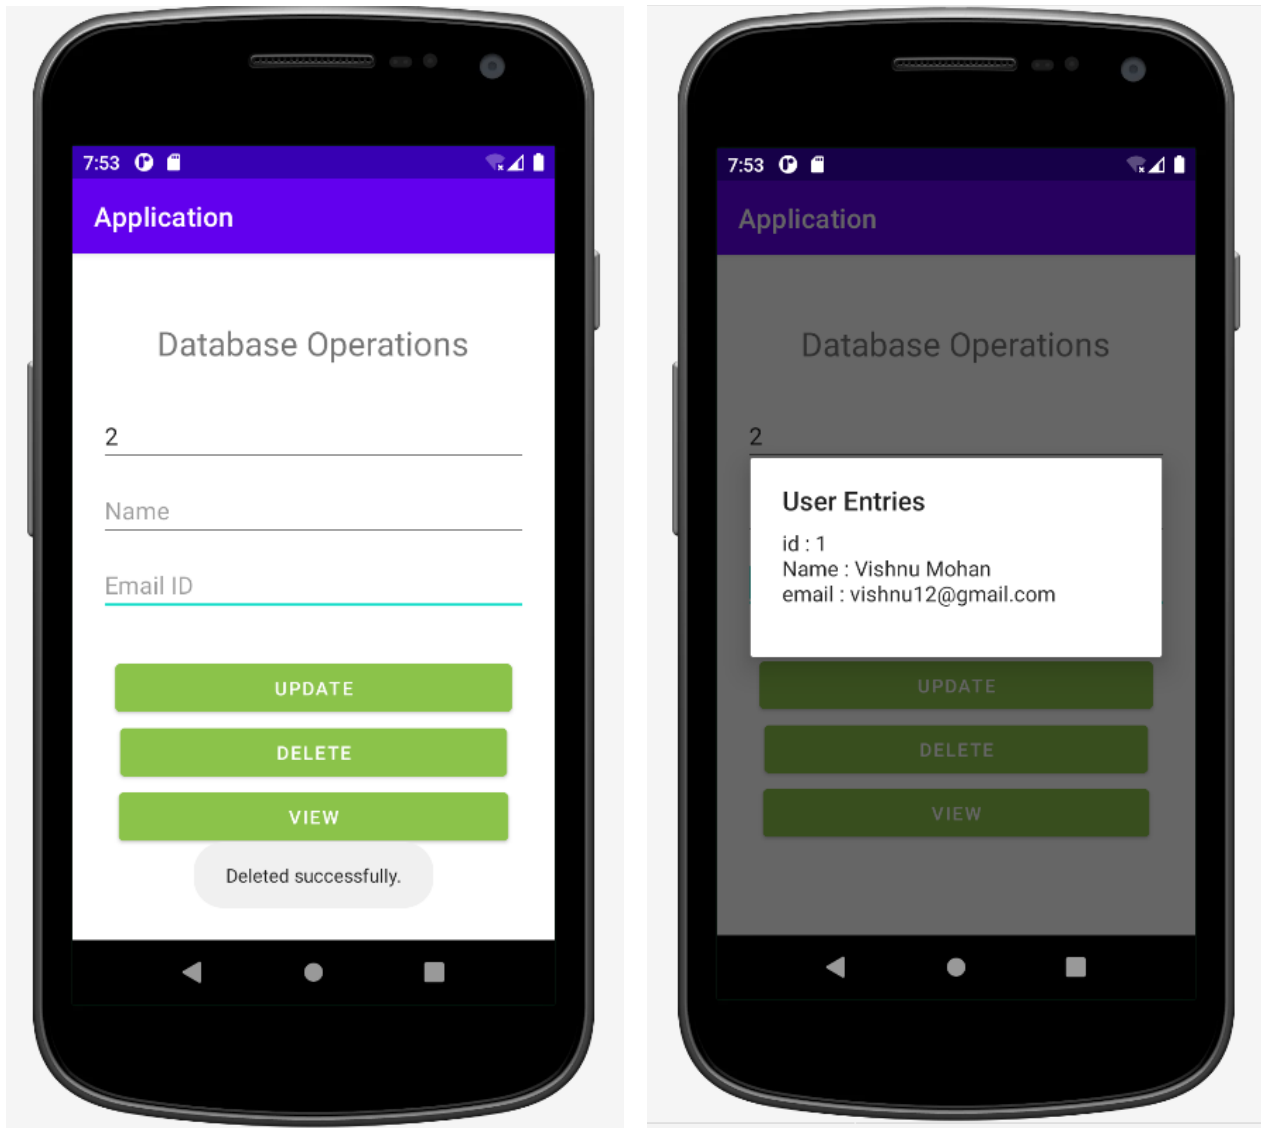 7:53
Application
Database Operations
2
Name
Email ID
UPDATE
DELETE
VIEW
Deleted successfully.
7:53
Application
Database Operations
2
User Entries
id : 1
Name : Vishnu Mohan
email : vishnu12@gmail.com
UPDATE
DELETE
VIEW